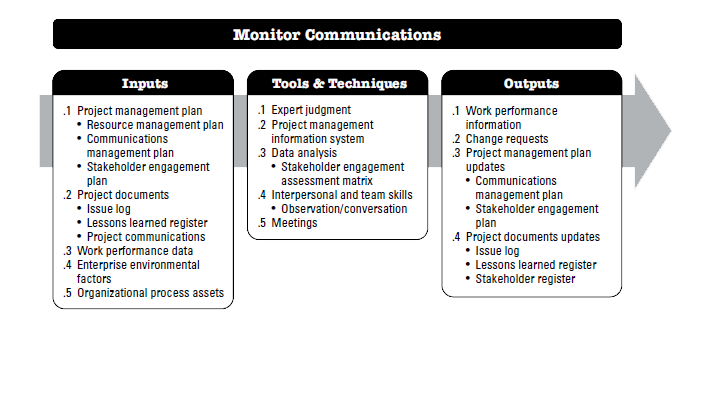 Monitor Communications
Inputs
.1 Project management plan
• Resource management plan
• Communications
management plan
• Stakeholder engagement
plan
.2 Project documents
• Issue log
• Lessons learned register
• Project communications
.3 Work performance data
.4 Enterprise environmental
factors
.5 Organizational process assets
Tools & Techniques
.1 Expert judgment
.2 Project management
information system
.3 Data analysis
• Stakeholder engagement
assessment matrix
.4 Interpersonal and team skills
• Observation/conversation
.5 Meetings
Outputs
.1 Work performance
information
.2 Change requests
.3 Project management plan
updates
• Communications
management plan
• Stakeholder engagement
plan
.4 Project documents updates
• Issue log
• Lessons learned register
• Stakeholder register